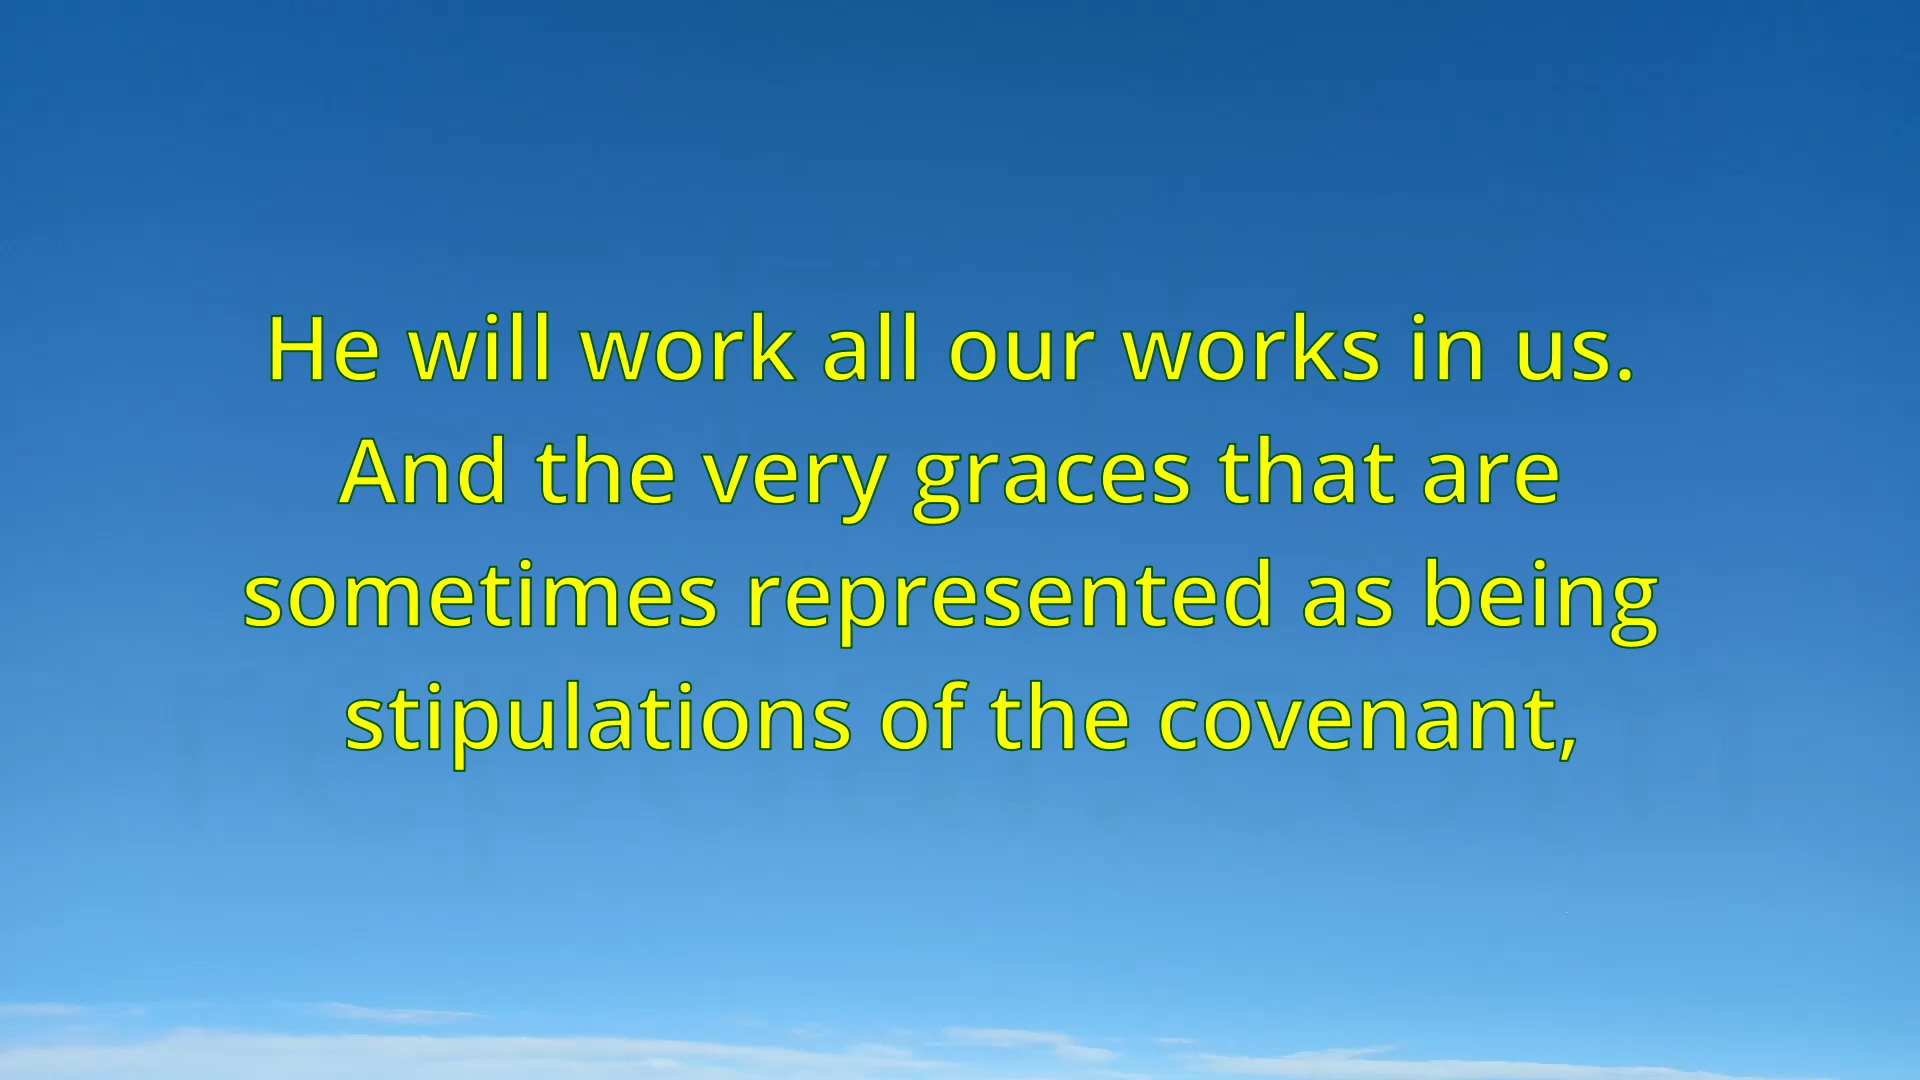 He will work all our works in us.
And the very graces that are
sometimes represented as being
stipulations of the covenant,